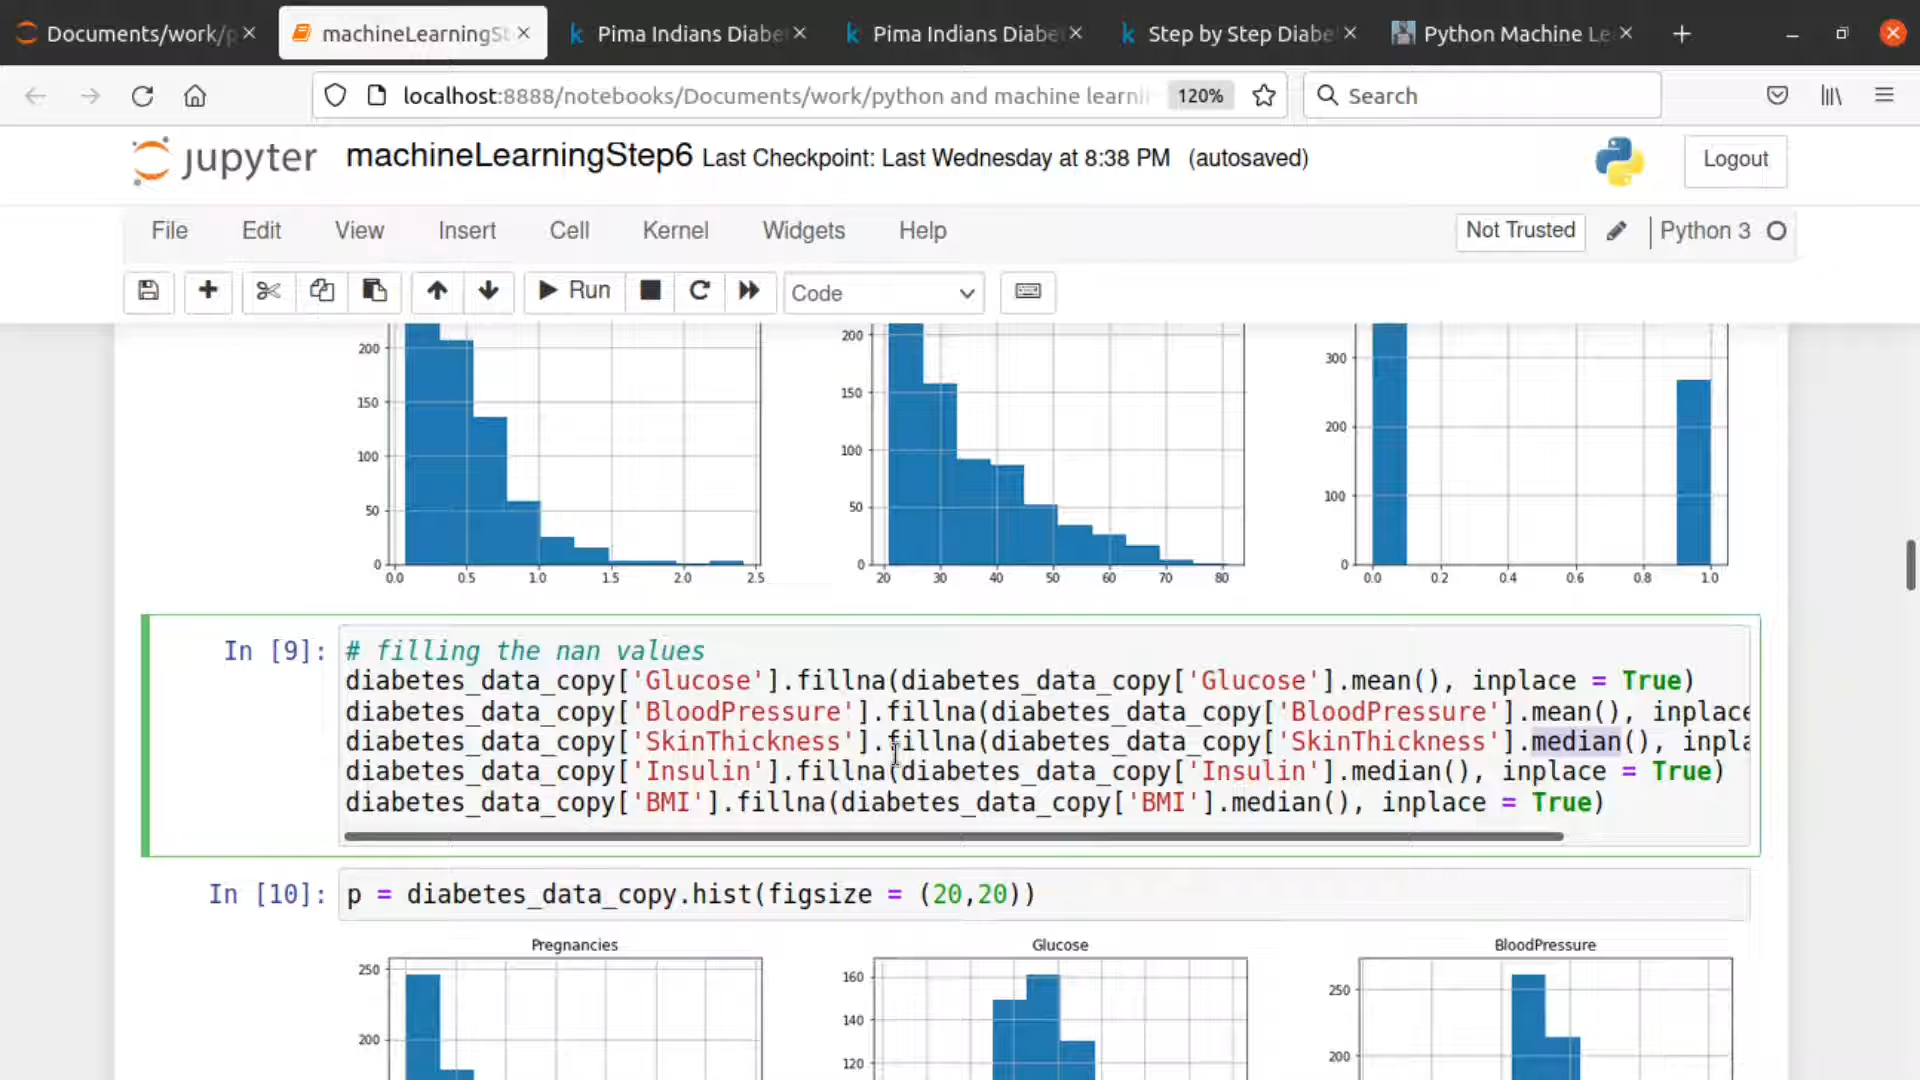 Documents/work/p
machineLearningSt
Pima Indians Diabe
Pima Indians Diabe
Step by Step Diabe
Python Machine Le
localhost:8888/notebooks/Documents/work/python and machine learni
120%
Search
jupyter machineLearningStep6 Last Checkpoint: Last Wednesday at 8:38 PM (autosaved)
Logout
File Edit View Insert Cell Kernel Widgets Help
Not Trusted
Python 3
Run
Code
200
150
100
50
0
0.0 0.5 1.0 1.5 2.0 2.5
200
150
100
50
0
20 30 40 50 60 70 80
300
200
100
0
0.0 0.2 0.4 0.6 0.8 1.0
In [9]:
# filling the nan values
diabetes_data_copy['Glucose'].fillna(diabetes_data_copy['Glucose'].mean(), inplace = True)
diabetes_data_copy['BloodPressure'].fillna(diabetes_data_copy['BloodPressure'].mean(), inplace
diabetes_data_copy['SkinThickness'].fillna(diabetes_data_copy['SkinThickness'].median(), inpla
diabetes_data_copy['Insulin'].fillna(diabetes_data_copy['Insulin'].median(), inplace = True)
diabetes_data_copy['BMI'].fillna(diabetes_data_copy['BMI'].median(), inplace = True)
In [10]:
p = diabetes_data_copy.hist(figsize = (20,20))
Pregnancies
250
200
Glucose
160
140
120
BloodPressure
250
200